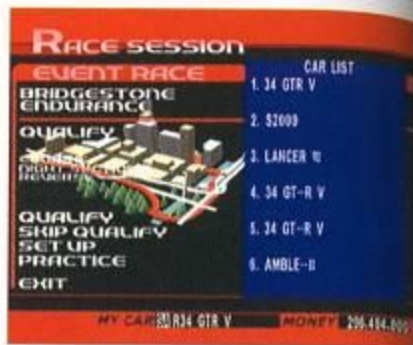 RACE SESSION
EVENT RACE
BRIDGESTONE
ENDURANCE
QUALIFY
REVERSE
QUALIFY
SKIP QUALIFY
SET UP
PRACTICE
EXIT
CAR LIST
1. 34 GTR V
2. S2000
3. LANCER
4. 34 GT-R V
5. 34 GT-R V
6. AMBLE-II
MY CAR R34 GTR V MONEY